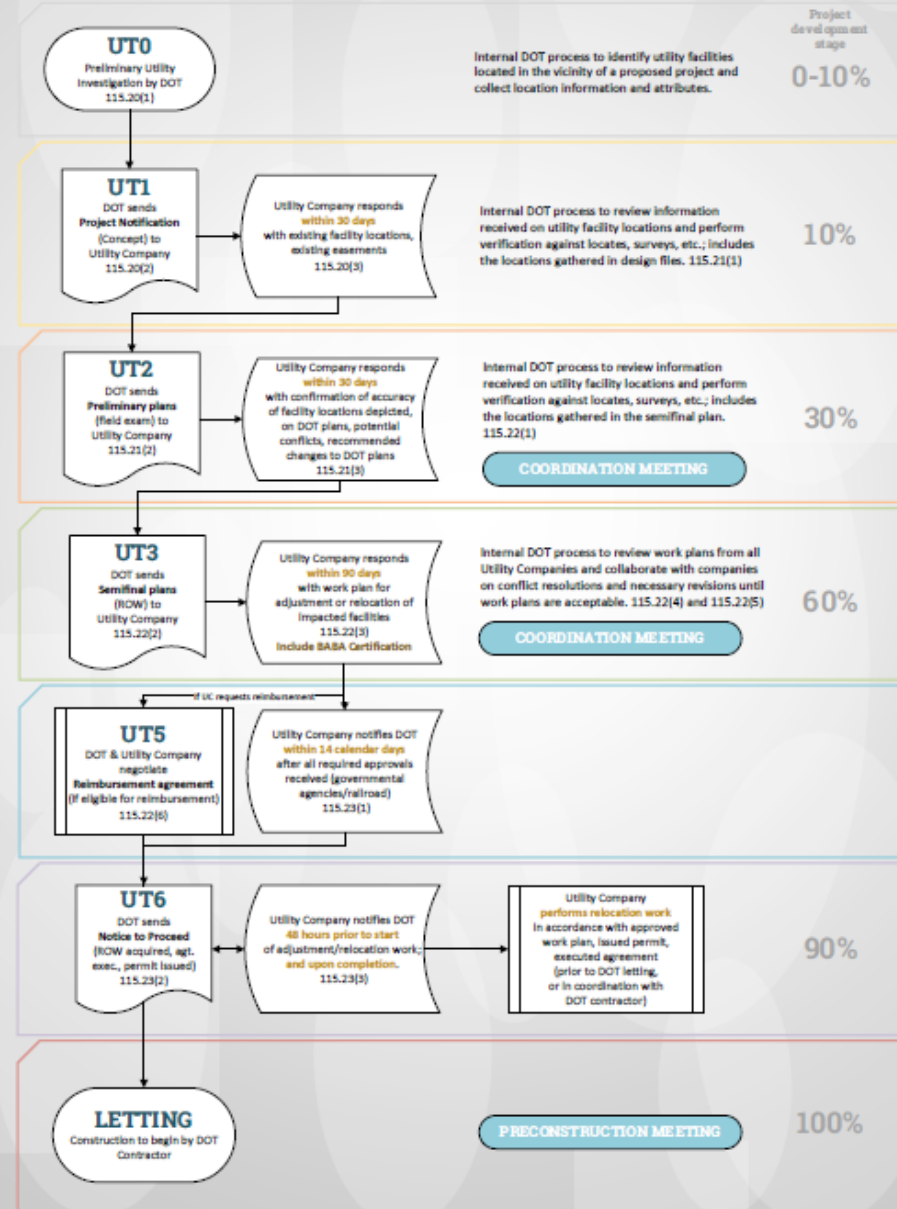 Project
development
stage
UT0
Preliminary Utility
Investigation by DOT
115.20(1)
Internal DOT process to identify utility facilities
located in the vicinity of a proposed project and
collect location information and attributes.
0-10%
UT1
DOT sends
Project Notification
(Concept) to
Utility Company
115.20(2)
Utility Company responds
within 30 days
with existing facility locations,
existing easements
115.20(3)
Internal DOT process to review information
received on utility facility locations and perform
verification against locates, surveys, etc.; includes
the locations gathered in design files. 115.21(1)
10%
UT2
DOT sends
Preliminary plans
(field exam) to
Utility Company
115.21(2)
Utility Company responds
within 30 days
with confirmation of accuracy
of facility locations depicted,
on DOT plans, potential
conflicts, recommended
changes to DOT plans
115.21(3)
Internal DOT process to review information
received on utility facility locations and perform
verification against locates, surveys, etc.; includes
the locations gathered in the semifinal plan.
115.22(1)
COORDINATION MEETING
30%
UT3
DOT sends
Semifinal plans
(ROW) to
Utility Company
115.22(2)
Utility Company responds
within 90 days
with work plan for
adjustment or relocation of
impacted facilities
115.22(3)
Include BABA Certification
Internal DOT process to review work plans from all
Utility Companies and collaborate with companies
on conflict resolutions and necessary revisions until
work plans are acceptable. 115.22(4) and 115.22(5)
COORDINATION MEETING
60%
If UC requests reimbursement
UT5
DOT & Utility Company
negotiate
Reimbursement agreement
(if eligible for reimbursement)
115.22(6)
Utility Company notifies DOT
within 14 calendar days
after all required approvals
received (governmental
agencies/railroad)
115.23(1)
UT6
DOT sends
Notice to Proceed
(ROW acquired, agt.
exec., permit issued)
115.23(2)
Utility Company notifies DOT
48 hours prior to start
of adjustment/relocation work;
and upon completion.
115.23(3)
Utility Company
performs relocation work
in accordance with approved
work plan, issued permit,
executed agreement
(prior to DOT letting,
or in coordination with
DOT contractor)
90%
LETTING
Construction to begin by DOT
Contractor
PRECONSTRUCTION MEETING
100%